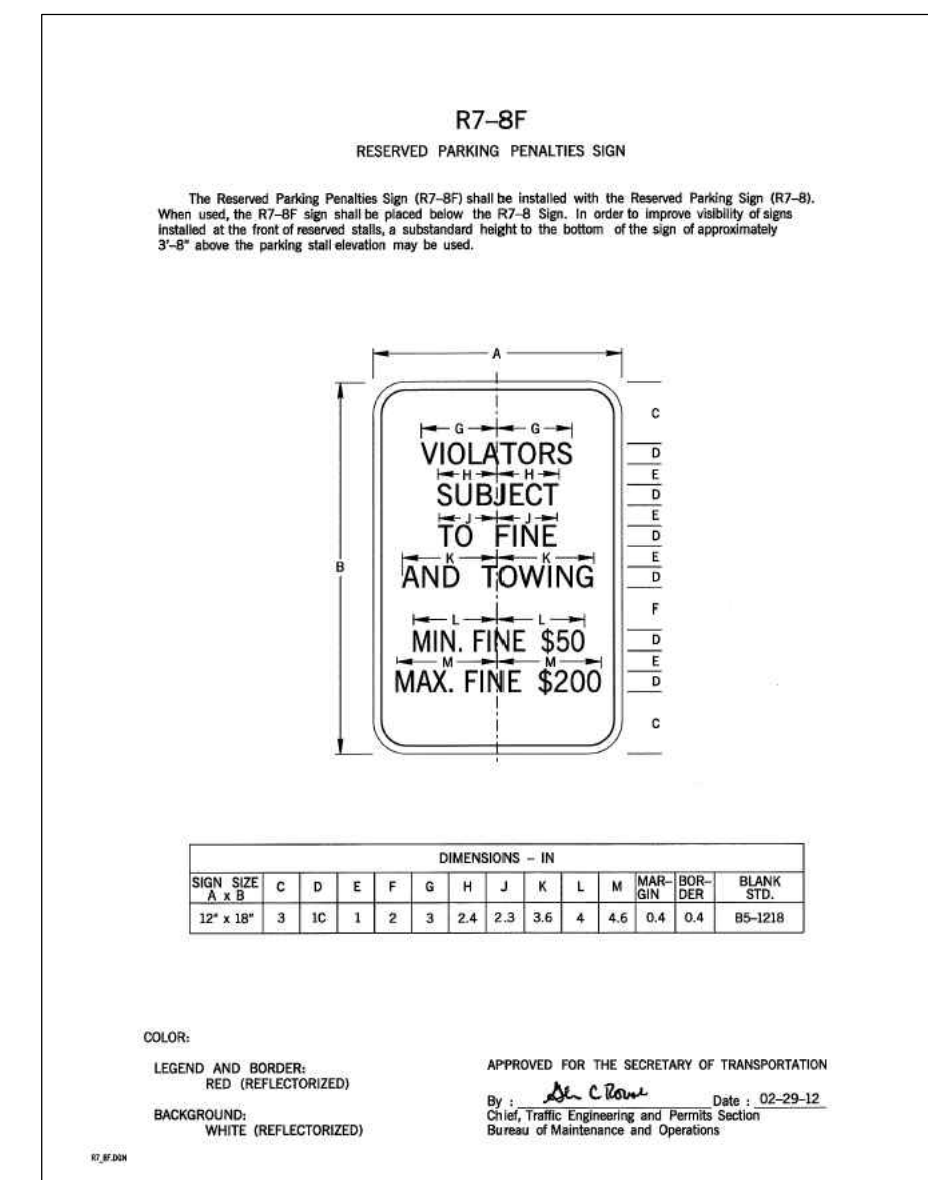 R7–8F
RESERVED PARKING PENALTIES SIGN
The Reserved Parking Penalties Sign (R7–8F) shall be installed with the Reserved Parking Sign (R7–8).
When used, the R7–8F sign shall be placed below the R7–8 Sign. In order to improve visibility of signs
installed at the front of reserved stalls, a substandard height to the bottom of the sign of approximately
3'–8" above the parking stall elevation may be used.
A
C
G G
VIOLATORS D
H H E
SUBJECT D
J J E
TO FINE D
B K K E
AND TOWING D
F
L L
MIN. FINE $50 D
M M E
MAX. FINE $200 D
C
DIMENSIONS – IN
SIGN SIZE A x B C D E F G H J K L M MAR–GIN BOR–DER BLANK STD.
12" x 18" 3 1C 1 2 3 2.4 2.3 3.6 4 4.6 0.4 0.4 B5–1218
COLOR:
LEGEND AND BORDER:
RED (REFLECTORIZED)
BACKGROUND:
WHITE (REFLECTORIZED)
APPROVED FOR THE SECRETARY OF TRANSPORTATION
By : Date : 02–29–12
Chief, Traffic Engineering and Permits Section
Bureau of Maintenance and Operations
R7_8F.DGN